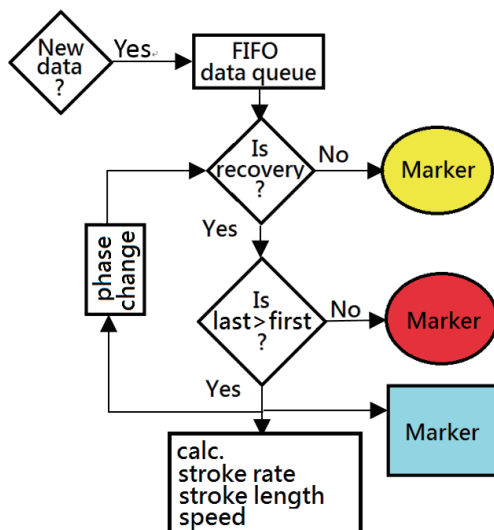 New
data
?
Yes
FIFO
data queue
Is
recovery
?
No
Marker
Yes
phase
change
Is
last>first
?
No
Marker
Yes
Marker
calc.
stroke rate
stroke length
speed